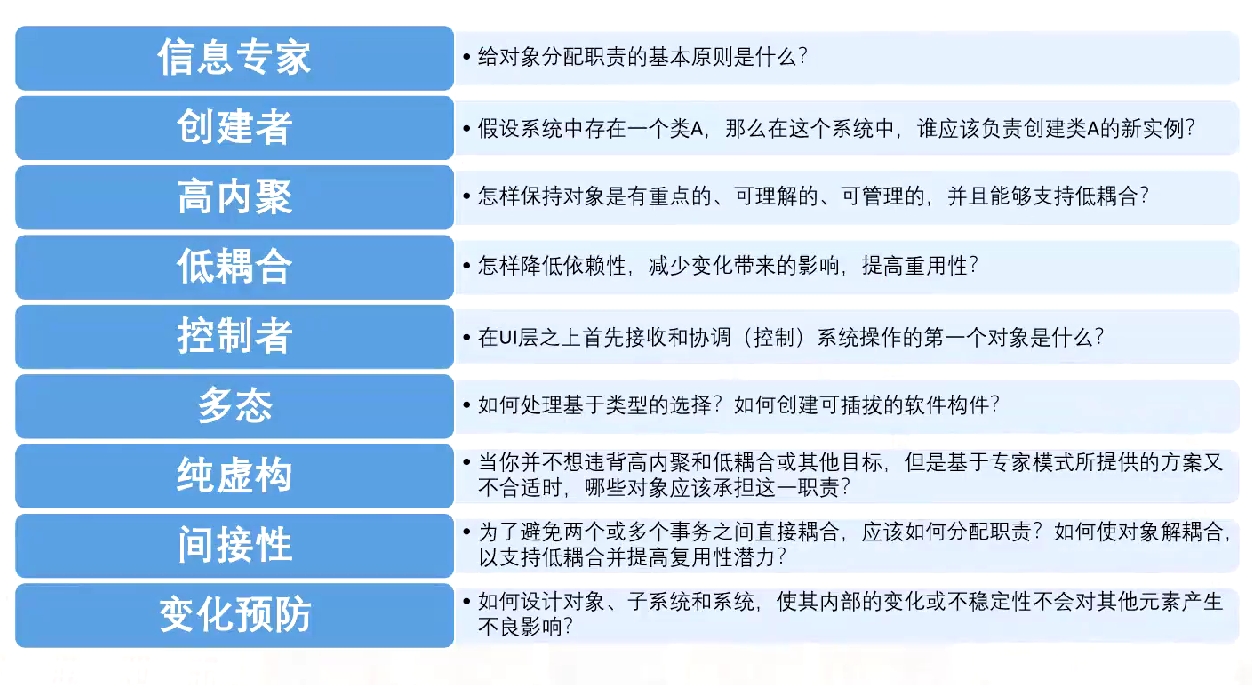 信息专家
• 给对象分配职责的基本原则是什么？
创建者
• 假设系统中存在一个类A，那么在这个系统中，谁应该负责创建类A的新实例？
高内聚
• 怎样保持对象是有重点的、可理解的、可管理的，并且能够支持低耦合？
低耦合
• 怎样降低依赖性，减少变化带来的影响，提高重用性？
控制者
• 在UI层之上首先接收和协调（控制）系统操作的第一个对象是什么？
多态
• 如何处理基于类型的选择？如何创建可插拔的软件构件？
纯虚构
• 当你并不想违背高内聚和低耦合或其他目标，但是基于专家模式所提供的方案又
不合适时，哪些对象应该承担这一职责？
间接性
• 为了避免两个或多个事务之间直接耦合，应该如何分配职责？如何使对象解耦合，
以支持低耦合并提高复用性潜力？
变化预防
• 如何设计对象、子系统和系统，使其内部的变化或不稳定性不会对其他元素产生
不良影响？